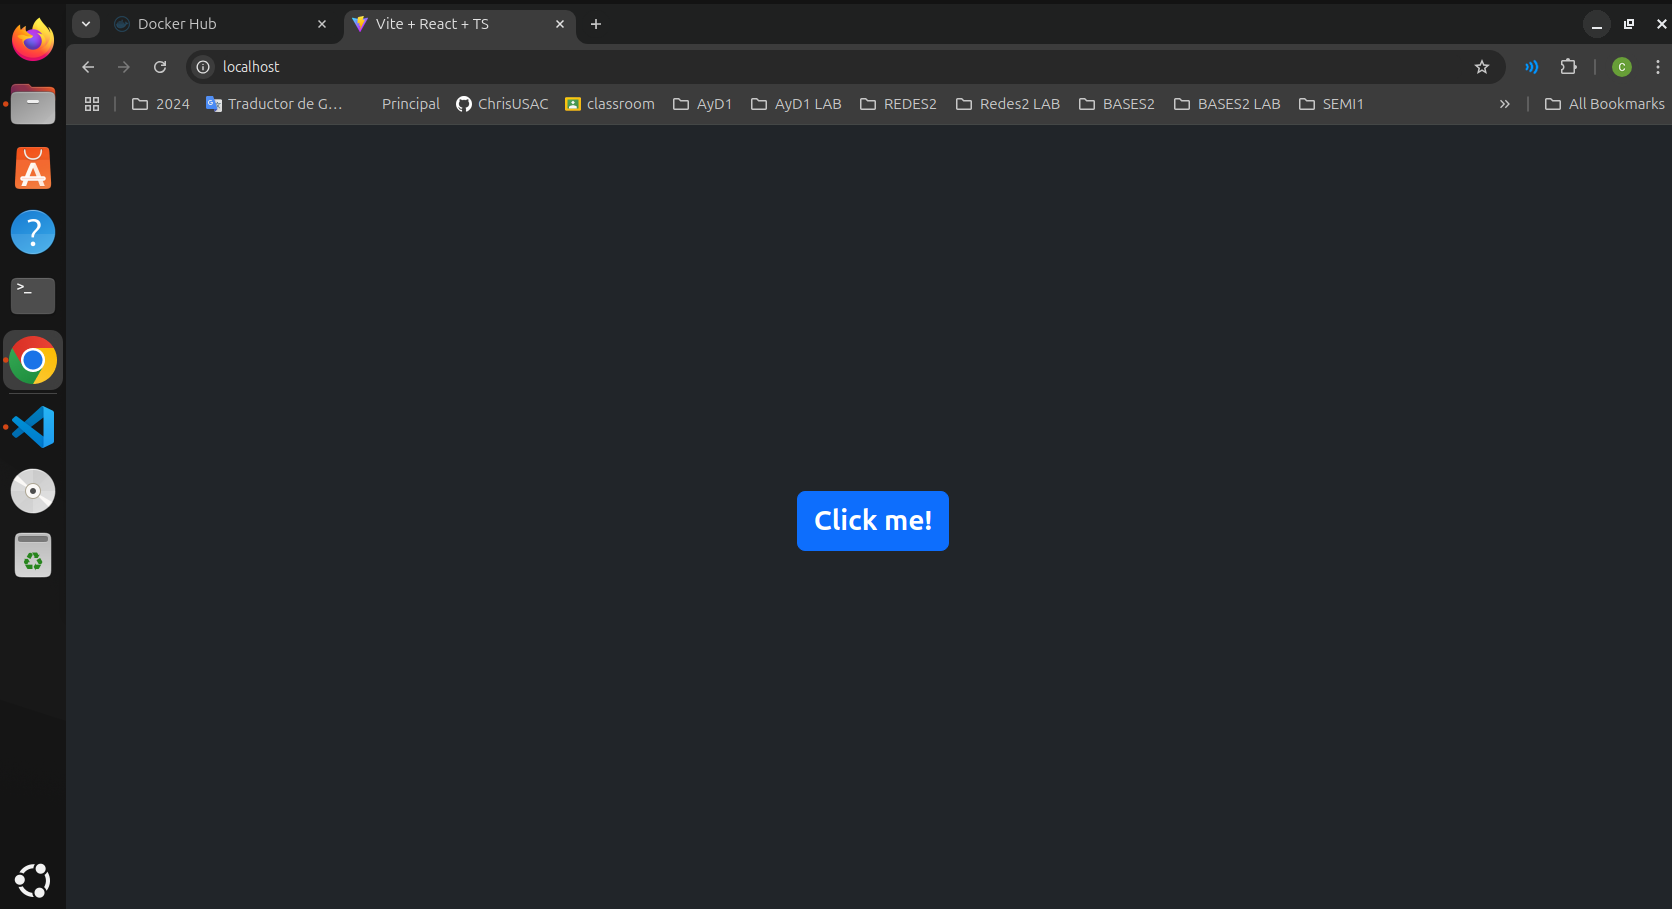 Docker Hub
Vite + React + TS
localhost
2024 Traductor de G... Principal ChrisUSAC classroom AyD1 AyD1 LAB REDES2 Redes2 LAB BASES2 BASES2 LAB SEMI1 » All Bookmarks
C
?
>_
Click me!